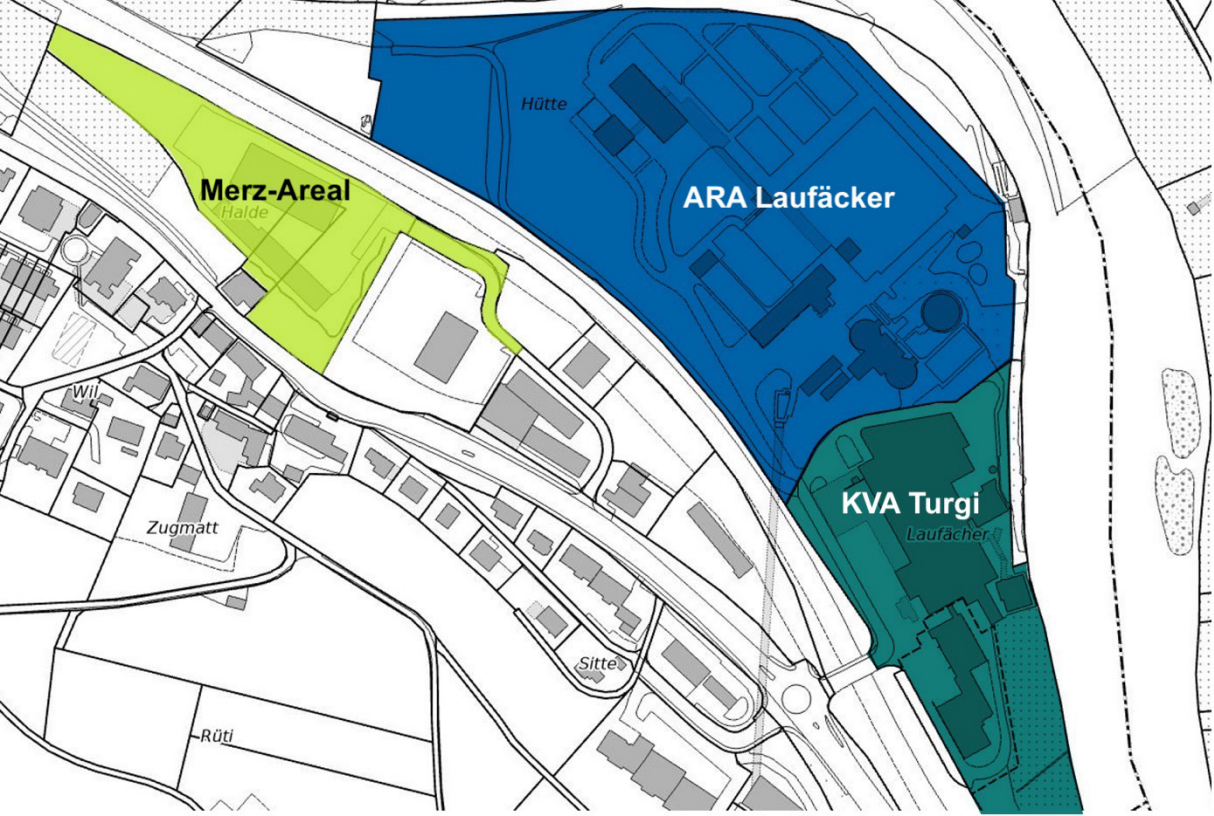 Hütte
Merz-Areal
Halde
ARA Laufäcker
Wil
KVA Turgi
Laufächer
Zugmatt
Sitte
Rüti